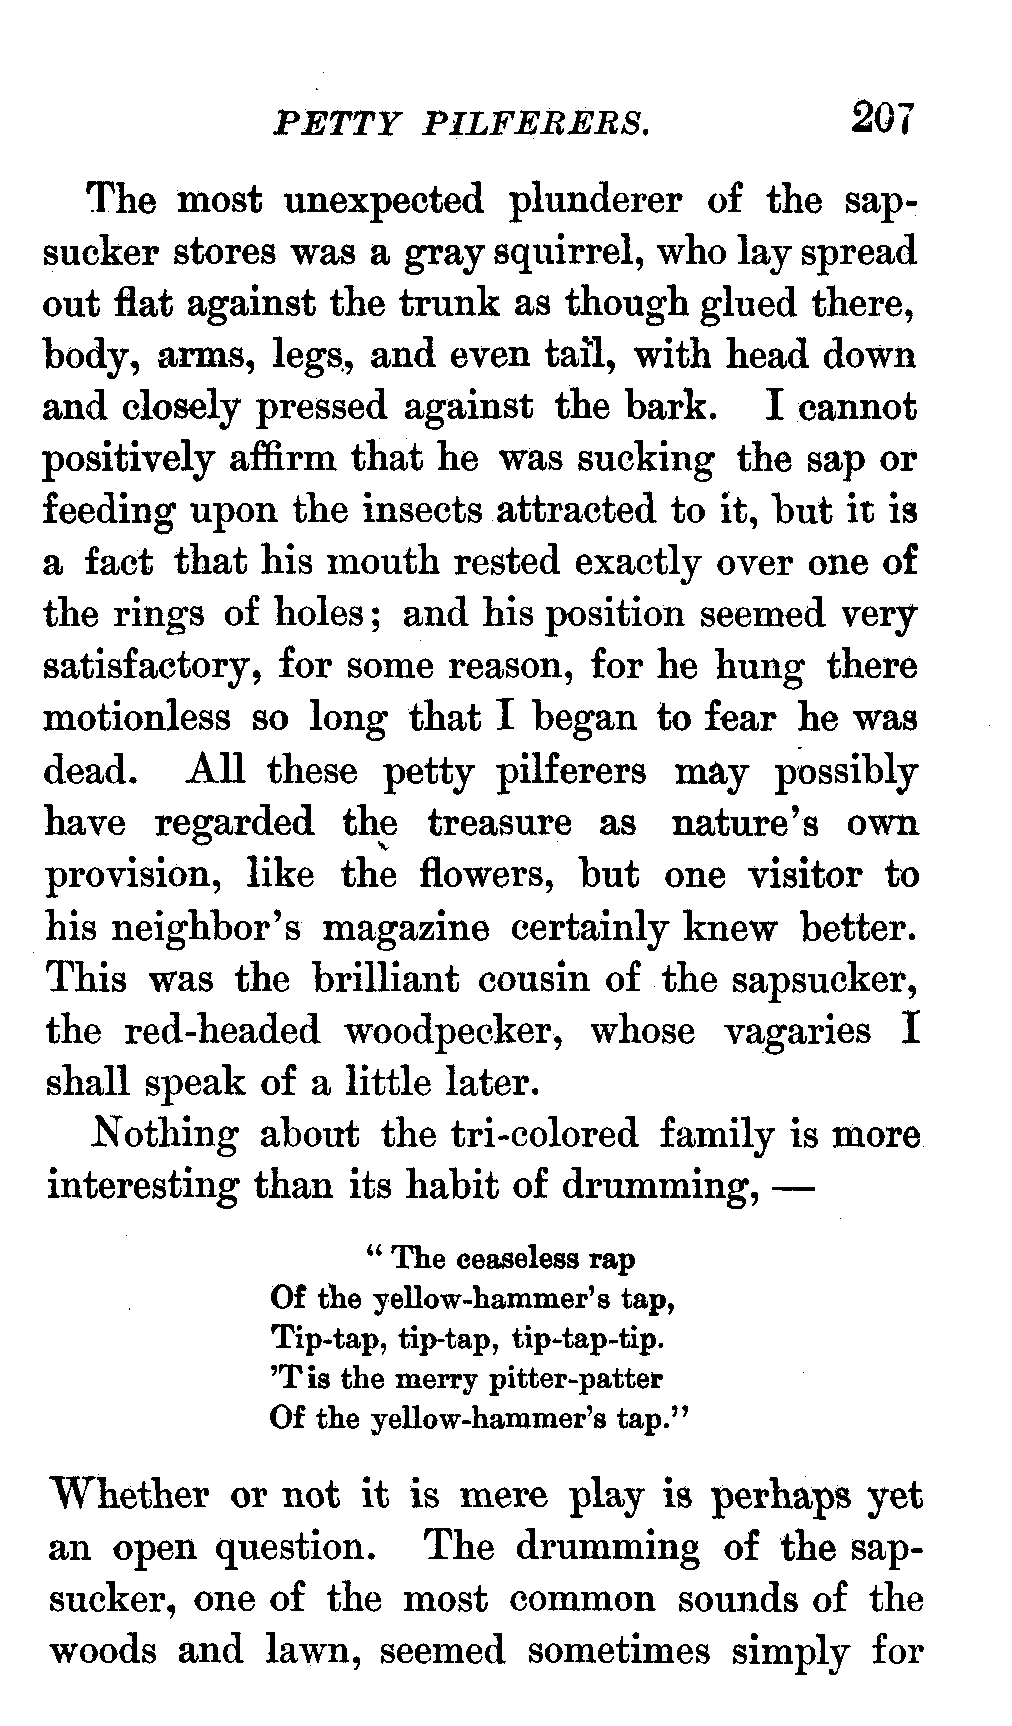 PETTY PILFERERS. 207
The most unexpected plunderer of the sap-
sucker stores was a gray squirrel, who lay spread
out flat against the trunk as though glued there,
body, arms, legs, and even tail, with head down
and closely pressed against the bark. I cannot
positively affirm that he was sucking the sap or
feeding upon the insects attracted to it, but it is
a fact that his mouth rested exactly over one of
the rings of holes; and his position seemed very
satisfactory, for some reason, for he hung there
motionless so long that I began to fear he was
dead. All these petty pilferers may possibly
have regarded the treasure as nature's own
provision, like the flowers, but one visitor to
his neighbor's magazine certainly knew better.
This was the brilliant cousin of the sapsucker,
the red-headed woodpecker, whose vagaries I
shall speak of a little later.
Nothing about the tri-colored family is more
interesting than its habit of drumming, —
"The ceaseless rap
Of the yellow-hammer's tap,
Tip-tap, tip-tap, tip-tap-tip.
'T is the merry pitter-patter
Of the yellow-hammer's tap."
Whether or not it is mere play is perhaps yet
an open question. The drumming of the sap-
sucker, one of the most common sounds of the
woods and lawn, seemed sometimes simply for